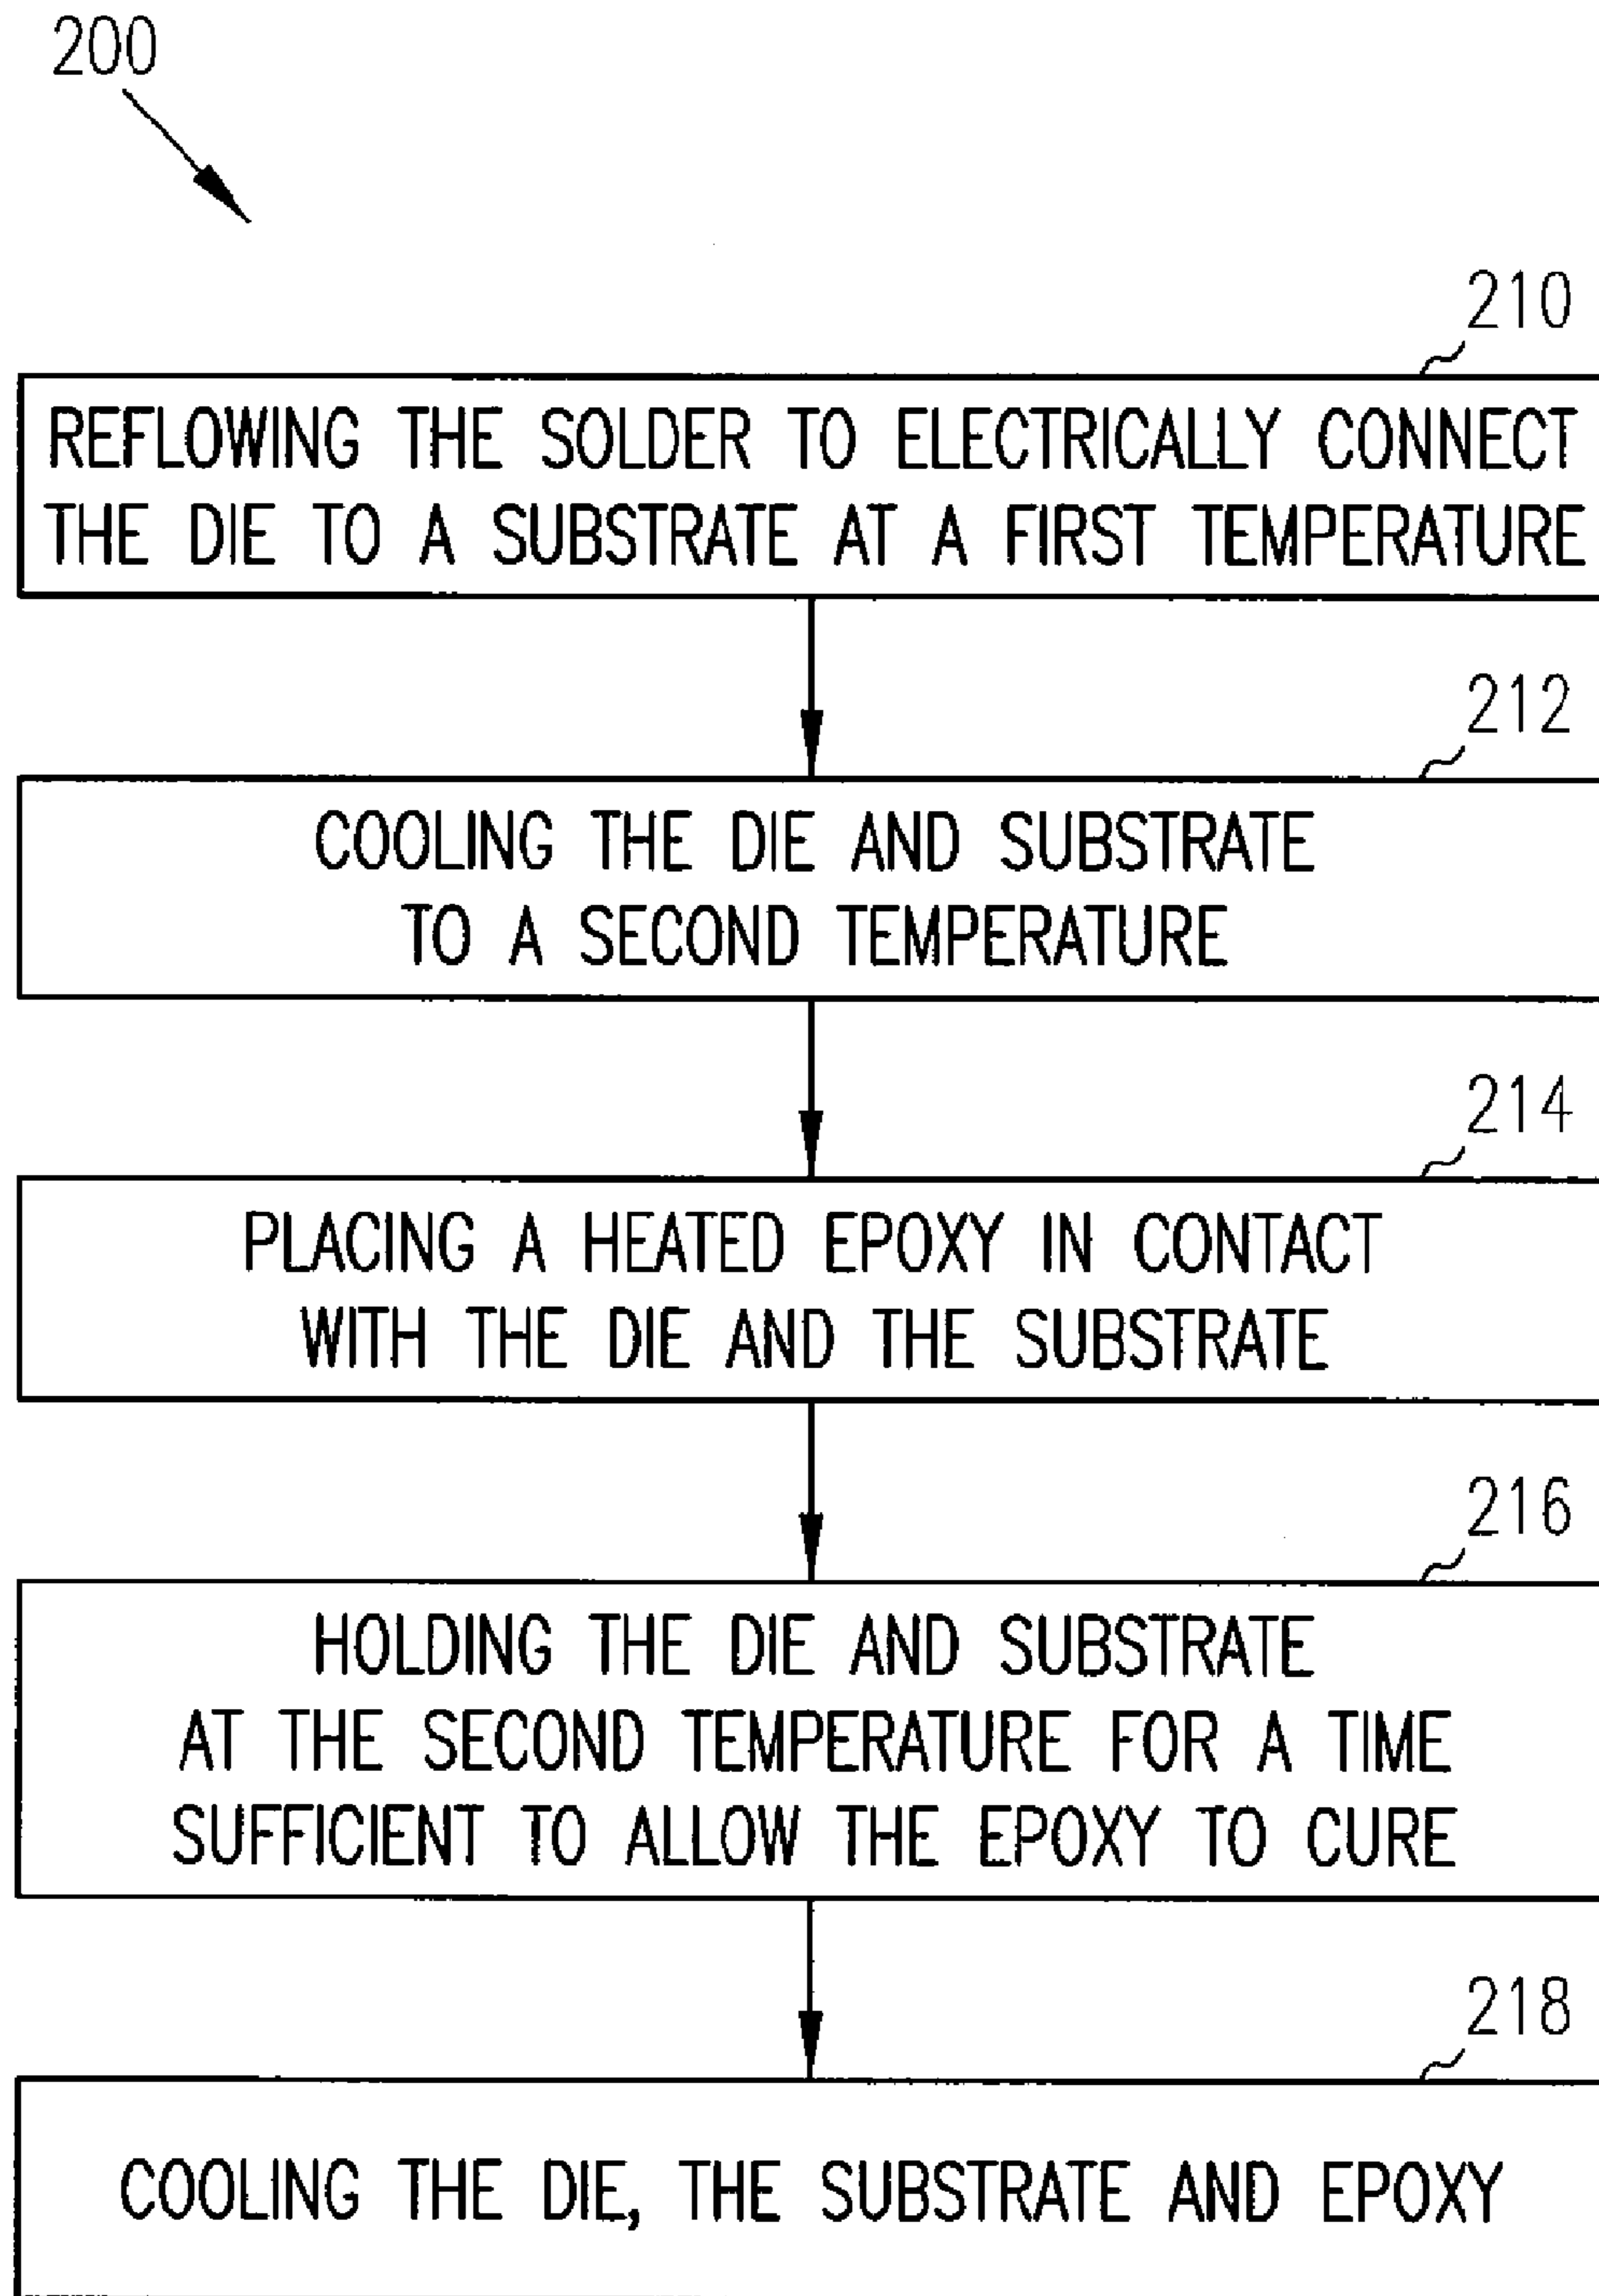 200
210
REFLOWING THE SOLDER TO ELECTRICALLY CONNECT
THE DIE TO A SUBSTRATE AT A FIRST TEMPERATURE
212
COOLING THE DIE AND SUBSTRATE
TO A SECOND TEMPERATURE
214
PLACING A HEATED EPOXY IN CONTACT
WITH THE DIE AND THE SUBSTRATE
216
HOLDING THE DIE AND SUBSTRATE
AT THE SECOND TEMPERATURE FOR A TIME
SUFFICIENT TO ALLOW THE EPOXY TO CURE
218
COOLING THE DIE, THE SUBSTRATE AND EPOXY